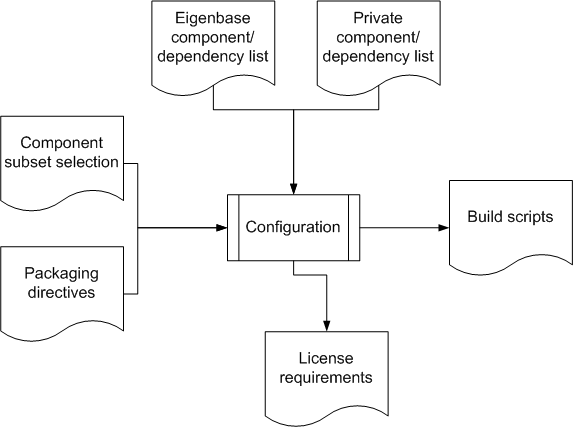 Eigenbase
component/
dependency list
Private
component/
dependency list
Component
subset selection
Configuration
Build scripts
Packaging
directives
License
requirements